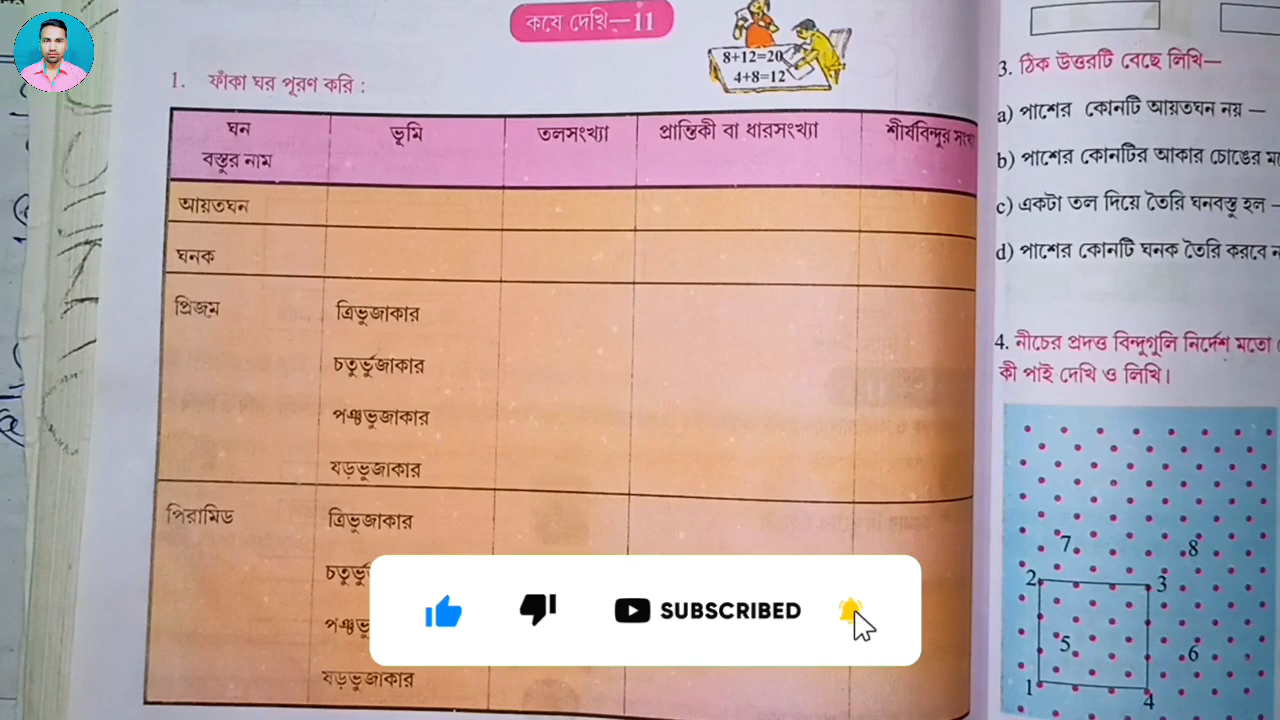 কষে দেখি—11
8+12=20
4+8=12
1. ফাঁকা ঘর পূরণ করি :
ঘন বস্তুর নাম
ভূমি
তলসংখ্যা
প্রান্তিকী বা ধারসংখ্যা
শীর্ষবিন্দুর
আয়তঘন
ঘনক
প্রিজম
ত্রিভুজাকার
চতুর্ভুজাকার
পঞ্চভুজাকার
ষড়ভুজাকার
পিরামিড
ত্রিভুজাকার
ষড়ভুজাকার
SUBSCRIBED
3. ঠিক উত্তরটি বেছে লিখি—
a) পাশের কোনটি আয়তঘন নয় —
b) পাশের কোনটির আকার চোঙের
c) একটা তল দিয়ে তৈরি ঘনবস্তু হল –
d) পাশের কোনটি ঘনক তৈরি করবে
4. নীচের প্রদত্ত বিন্দুগুলি নির্দেশ মতো
কী পাই দেখি ও লিখি।
7
8
2
3
5
6
1
4